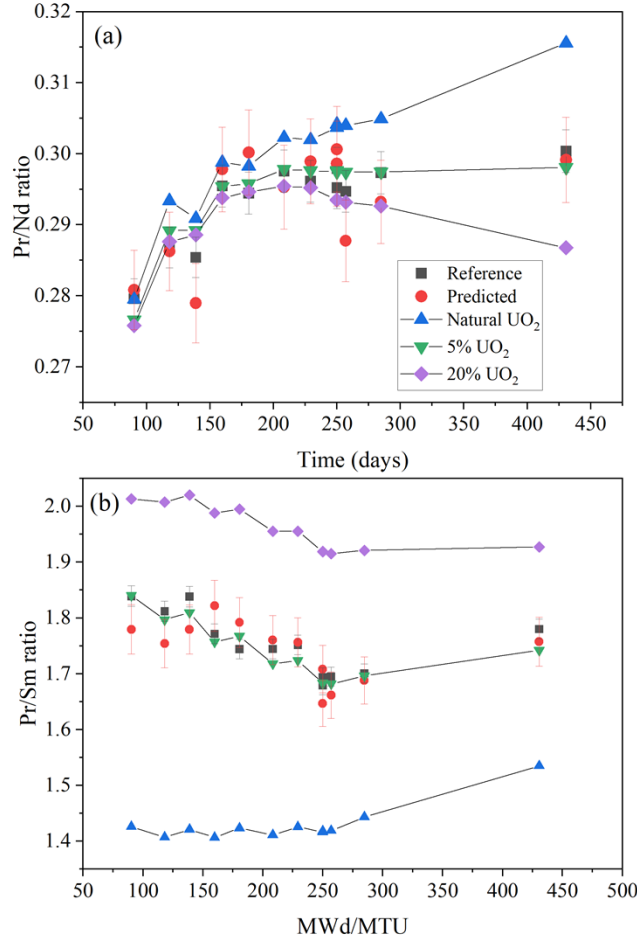 (a)
0.32
0.31
0.30
0.29
0.28
0.27
Pr/Nd ratio
Reference
Predicted
Natural UO₂
5% UO₂
20% UO₂
50 100 150 200 250 300 350 400 450
Time (days)
(b)
2.0
1.9
1.8
1.7
1.6
1.5
1.4
Pr/Sm ratio
50 100 150 200 250 300 350 400 450 500
MWd/MTU